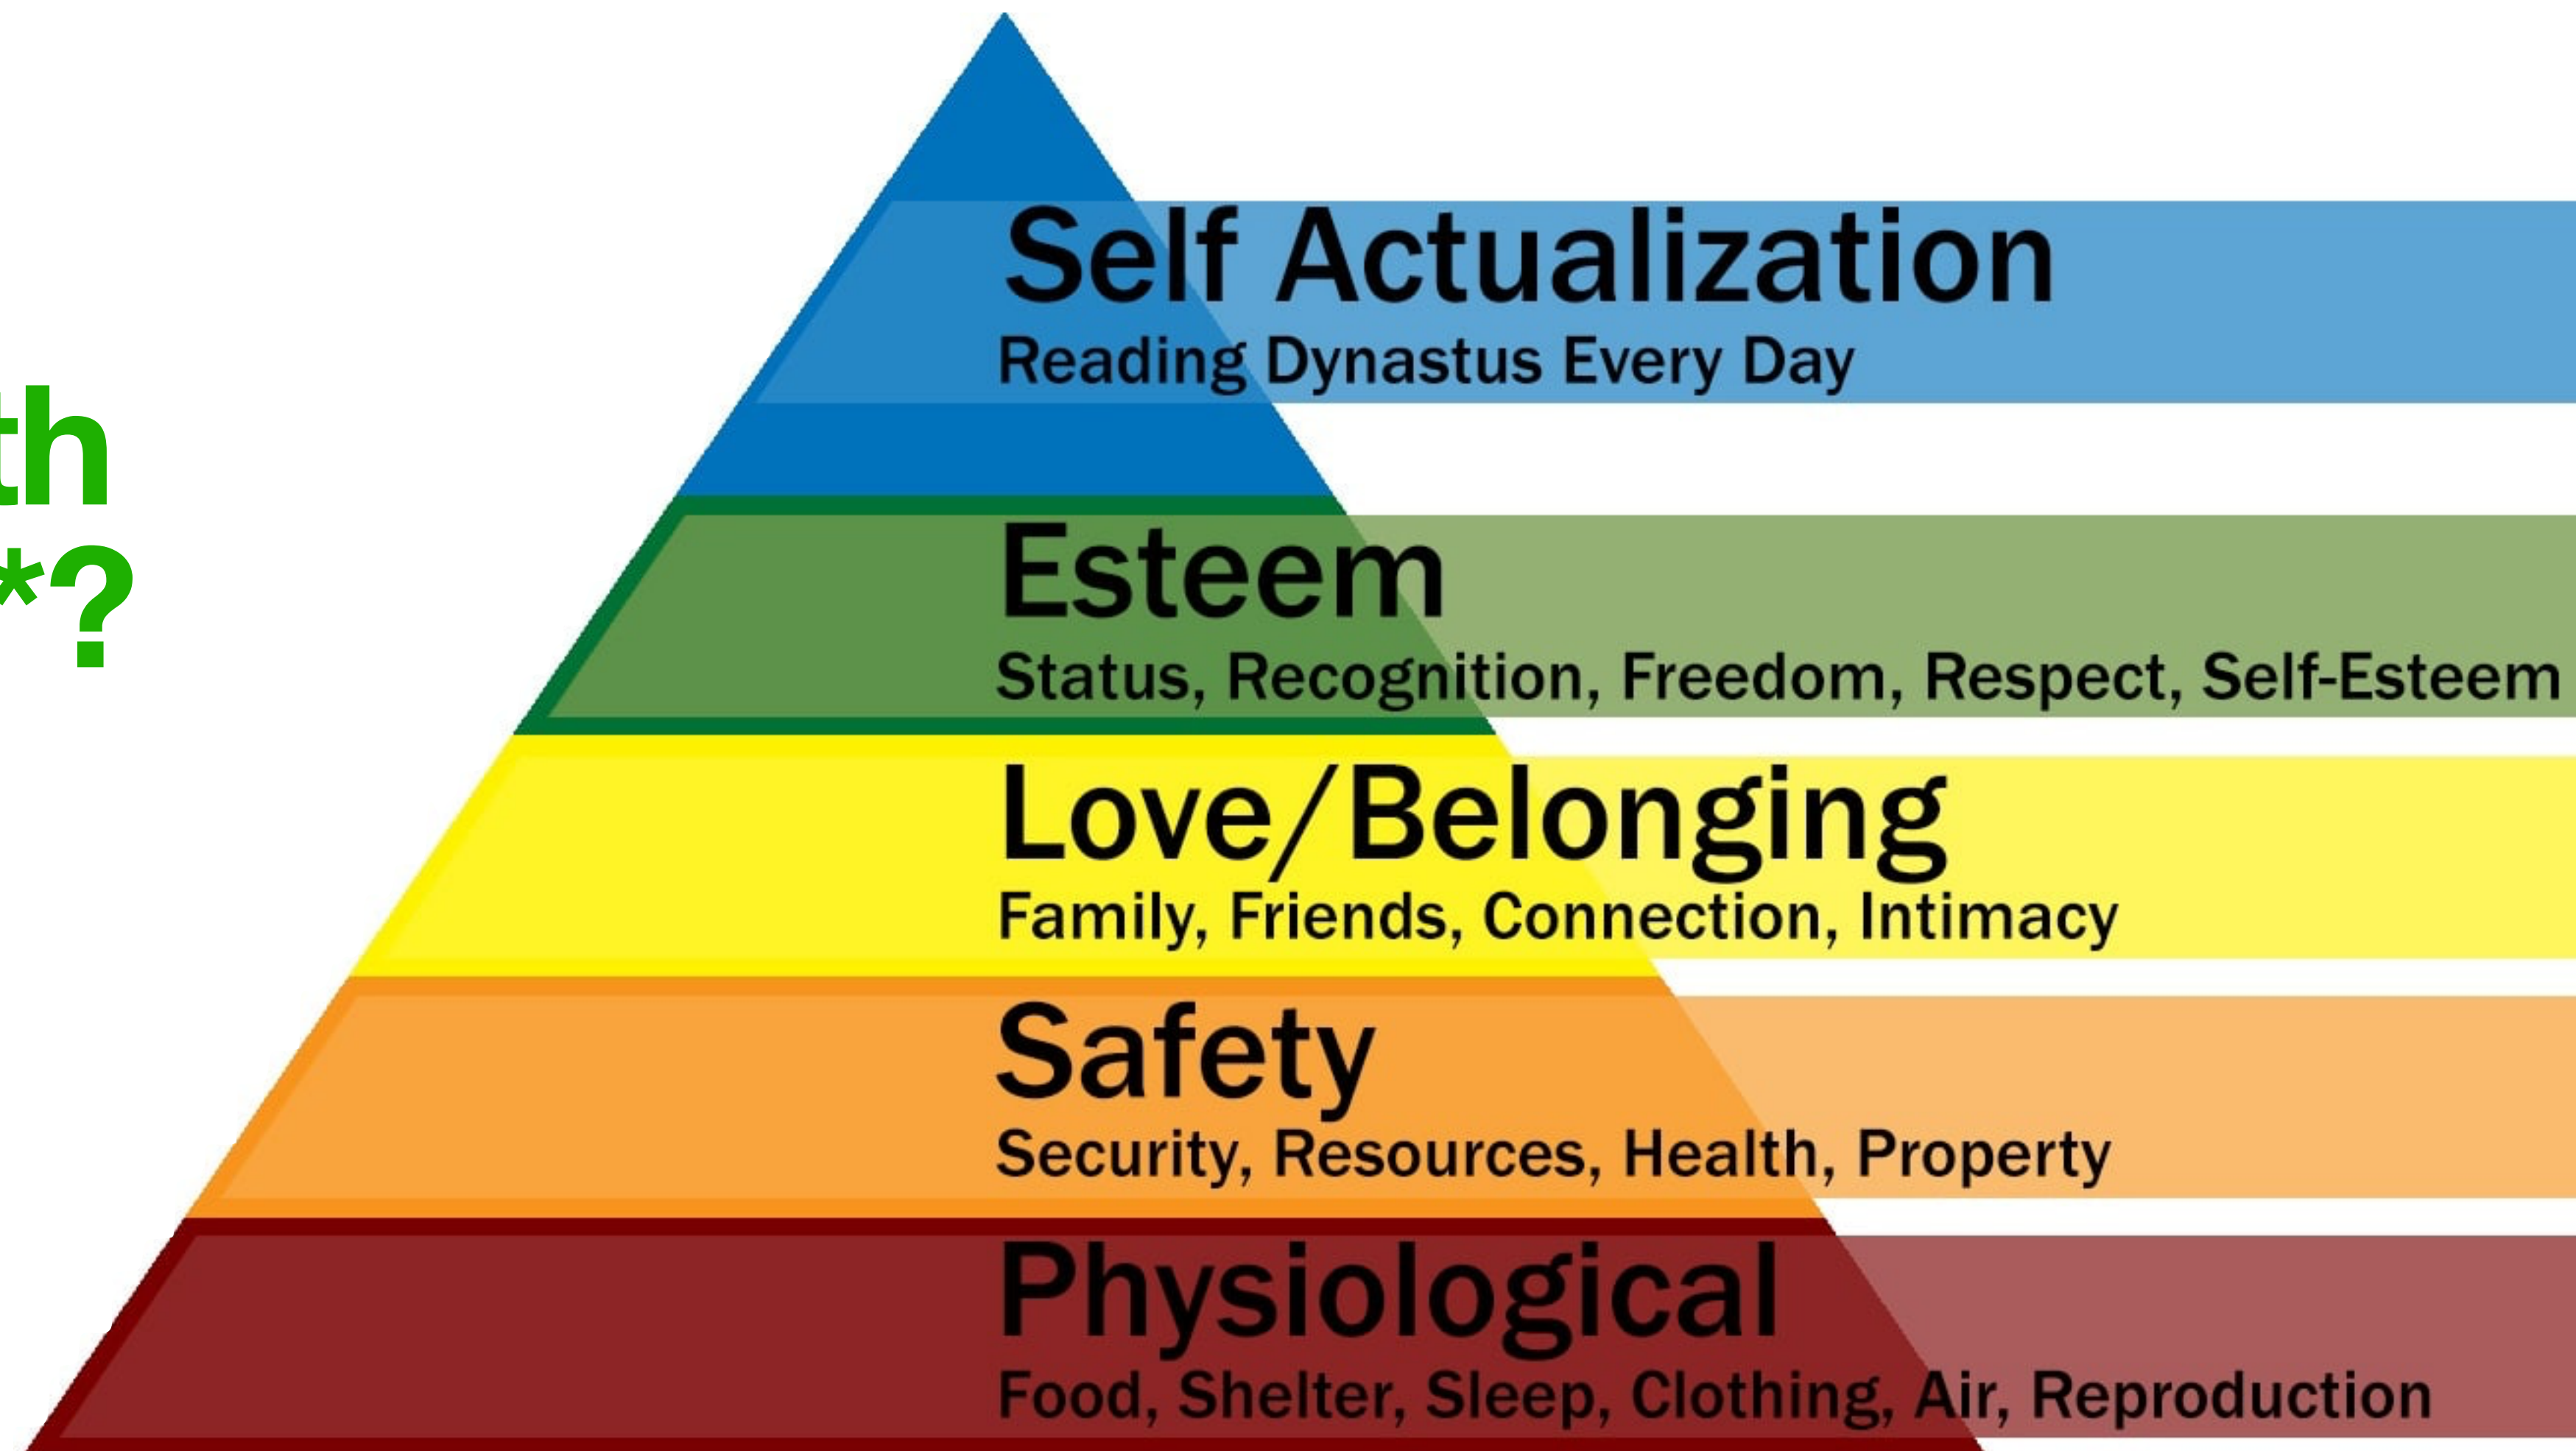 Self Actualization
Reading Dynastus Every Day
th
*?
Esteem
Status, Recognition, Freedom, Respect, Self-Esteem
Love/Belonging
Family, Friends, Connection, Intimacy
Safety
Security, Resources, Health, Property
Physiological
Food, Shelter, Sleep, Clothing, Air, Reproduction